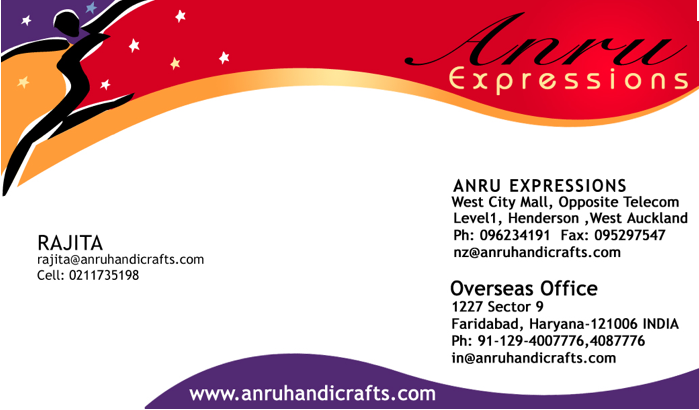 Anru
Expressions
RAJITA
rajita@anruhandicrafts.com
Cell: 0211735198
ANRU EXPRESSIONS
West City Mall, Opposite Telecom
Level1, Henderson ,West Auckland
Ph: 096234191  Fax: 095297547
nz@anruhandicrafts.com
Overseas Office
1227 Sector 9
Faridabad, Haryana-121006 INDIA
Ph: 91-129-4007776,4087776
in@anruhandicrafts.com
www.anruhandicrafts.com